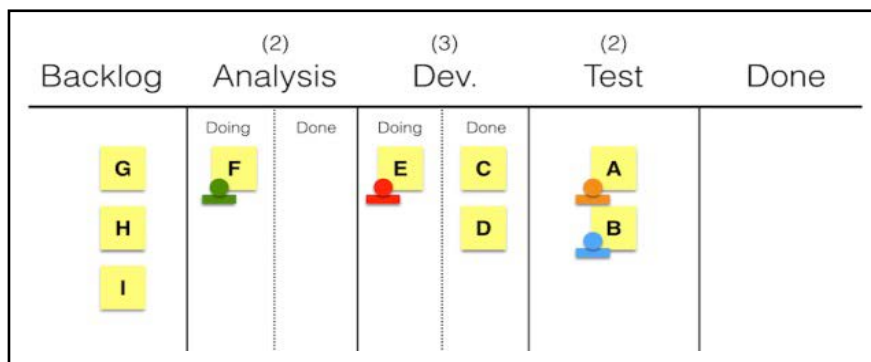 (2) (3) (2)
Backlog Analysis Dev. Test Done
Doing Done Doing Done
G F E C A
H D B
I